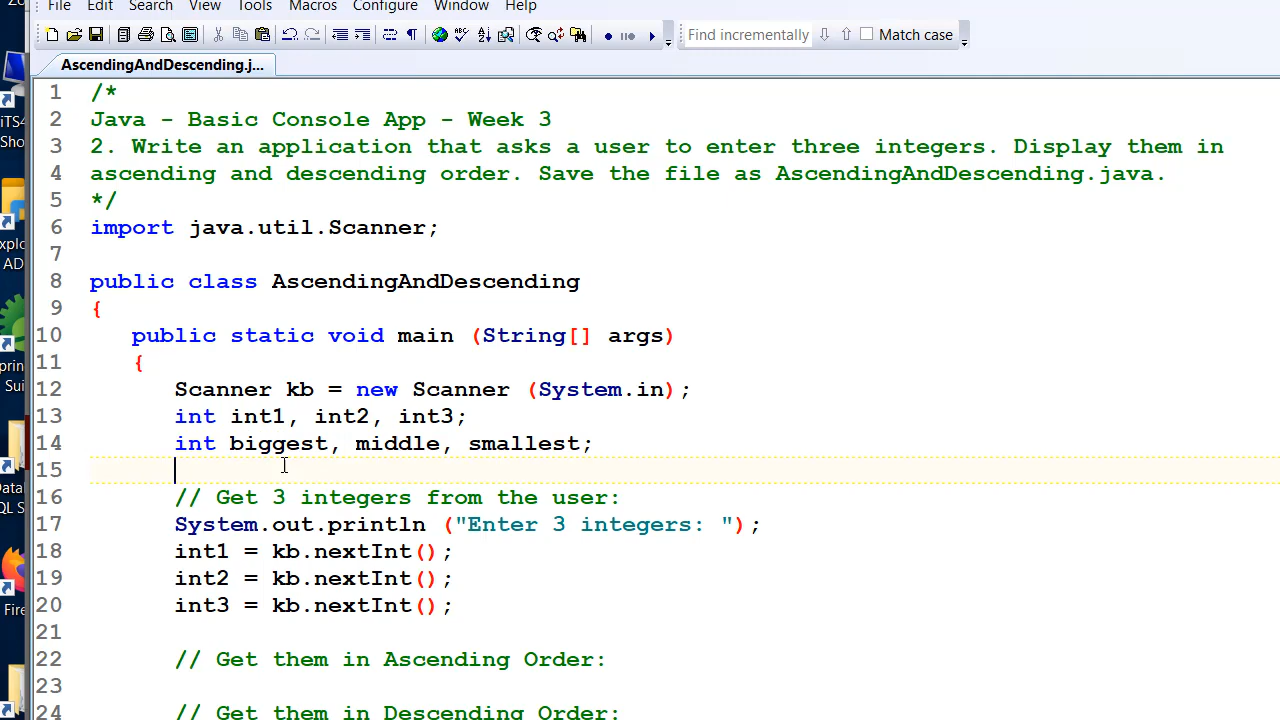 File Edit Search View Tools Macros Configure Window Help
Find incrementally Match case
AscendingAndDescending.j...
1 /*
2 Java - Basic Console App - Week 3
3 2. Write an application that asks a user to enter three integers. Display them in
4 ascending and descending order. Save the file as AscendingAndDescending.java.
5 */
6 import java.util.Scanner;
7
8 public class AscendingAndDescending
9 {
10 public static void main (String[] args)
11 {
12 Scanner kb = new Scanner (System.in);
13 int int1, int2, int3;
14 int biggest, middle, smallest;
15
16 // Get 3 integers from the user:
17 System.out.println ("Enter 3 integers: ");
18 int1 = kb.nextInt();
19 int2 = kb.nextInt();
20 int3 = kb.nextInt();
21
22 // Get them in Ascending Order:
23
24 // Get them in Descending Order: